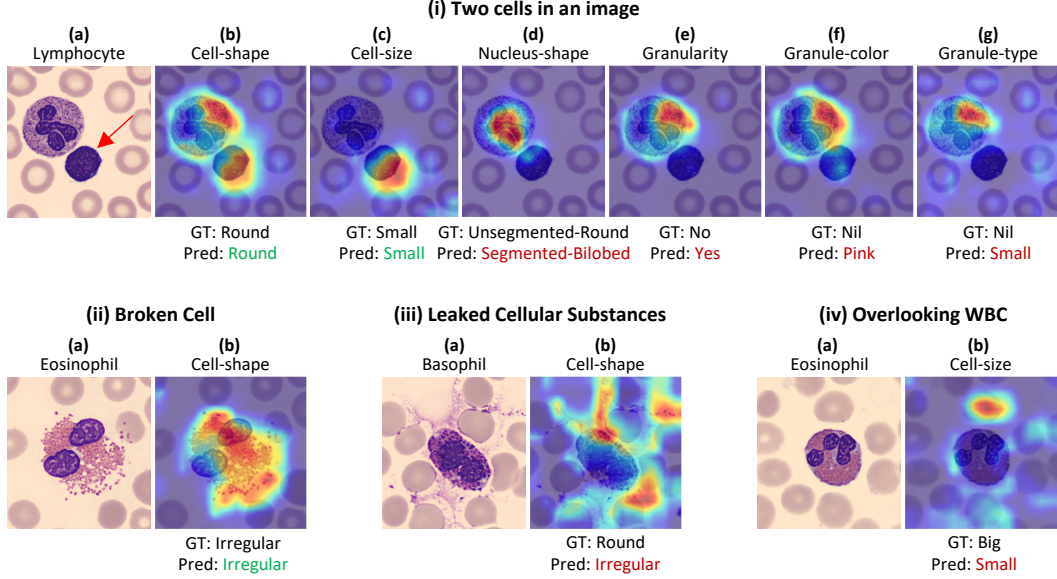 (i) Two cells in an image
(a) (b) (c) (d) (e) (f) (g)
Lymphocyte Cell-shape Cell-size Nucleus-shape Granularity Granule-color Granule-type
GT: Round GT: Small GT: Unsegmented-Round GT: No GT: Nil GT: Nil
Pred: Round Pred: Small Pred: Segmented-Bilobed Pred: Yes Pred: Pink Pred: Small
(ii) Broken Cell (iii) Leaked Cellular Substances (iv) Overlooking WBC
(a) (b) (a) (b) (a) (b)
Eosinophil Cell-shape Basophil Cell-shape Eosinophil Cell-size
GT: Irregular GT: Round GT: Big
Pred: Irregular Pred: Irregular Pred: Small